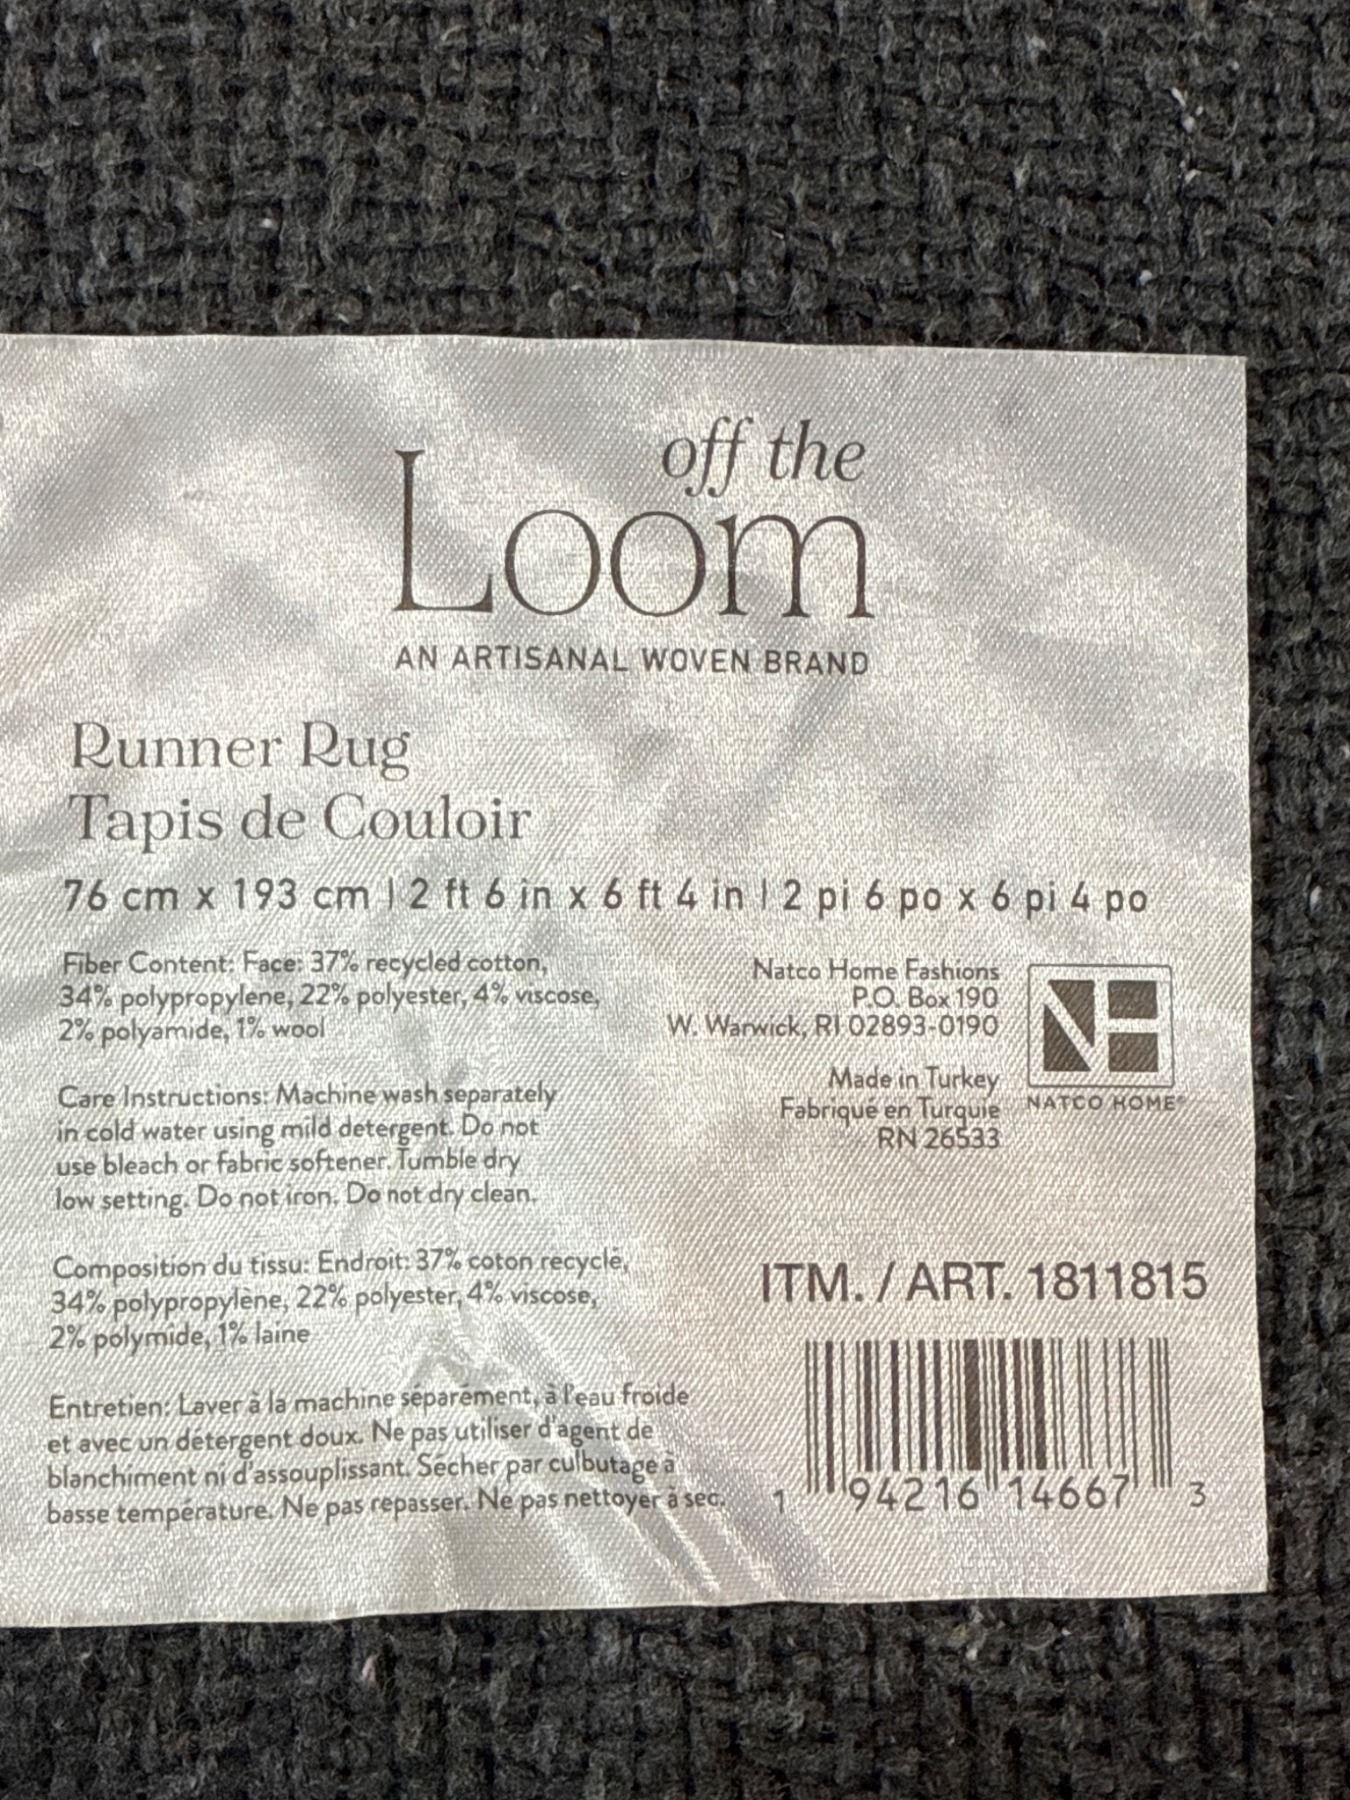 off the
Loom
AN ARTISANAL WOVEN BRAND
Runner Rug
Tapis de Couloir
76 cm x 193 cm | 2 ft 6 in x 6 ft 4 in | 2 pi 6 po x 6 pi 4 po
Fiber Content: Face: 37% recycled cotton,
34% polypropylene, 22% polyester, 4% viscose,
2% polyamide, 1% wool
Care Instructions: Machine wash separately
in cold water using mild detergent. Do not
use bleach or fabric softener. Tumble dry
low setting. Do not iron. Do not dry clean.
Composition du tissu: Endroit: 37% coton recyclé,
34% polypropylène, 22% polyester, 4% viscose,
2% polymide, 1% laine
Entretien: Laver à la machine séparément, à l'eau froide
et avec un détergent doux. Ne pas utiliser d'agent de
blanchiment ni d'assouplissant. Sécher par culbutage à
basse température. Ne pas repasser. Ne pas nettoyer à sec.
Natco Home Fashions
P.O. Box 190
W. Warwick, RI 02893-0190
Made in Turkey
Fabriqué en Turquie
RN 26533
NATCO HOME®
ITM. / ART. 1811815
1 94216 14667 3